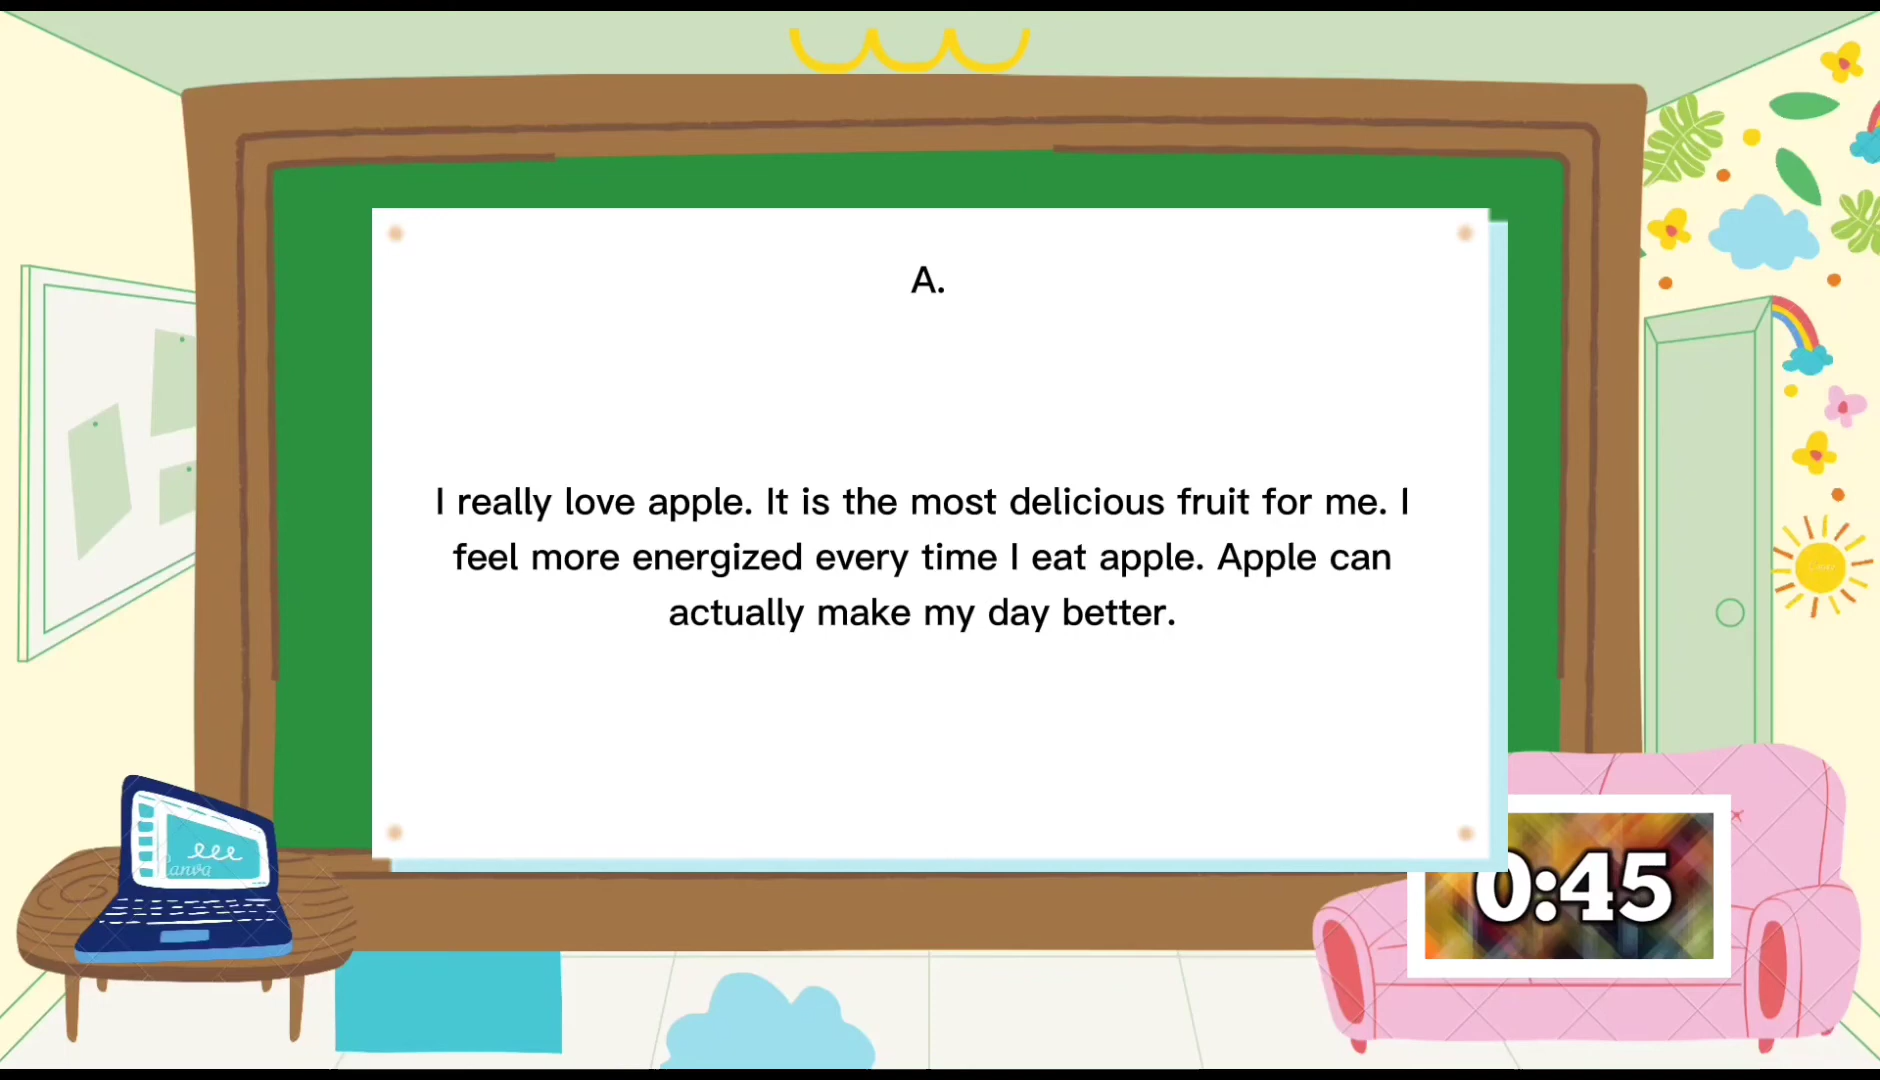 A.
I really love apple. It is the most delicious fruit for me. I
feel more energized every time I eat apple. Apple can
actually make my day better.
0:45